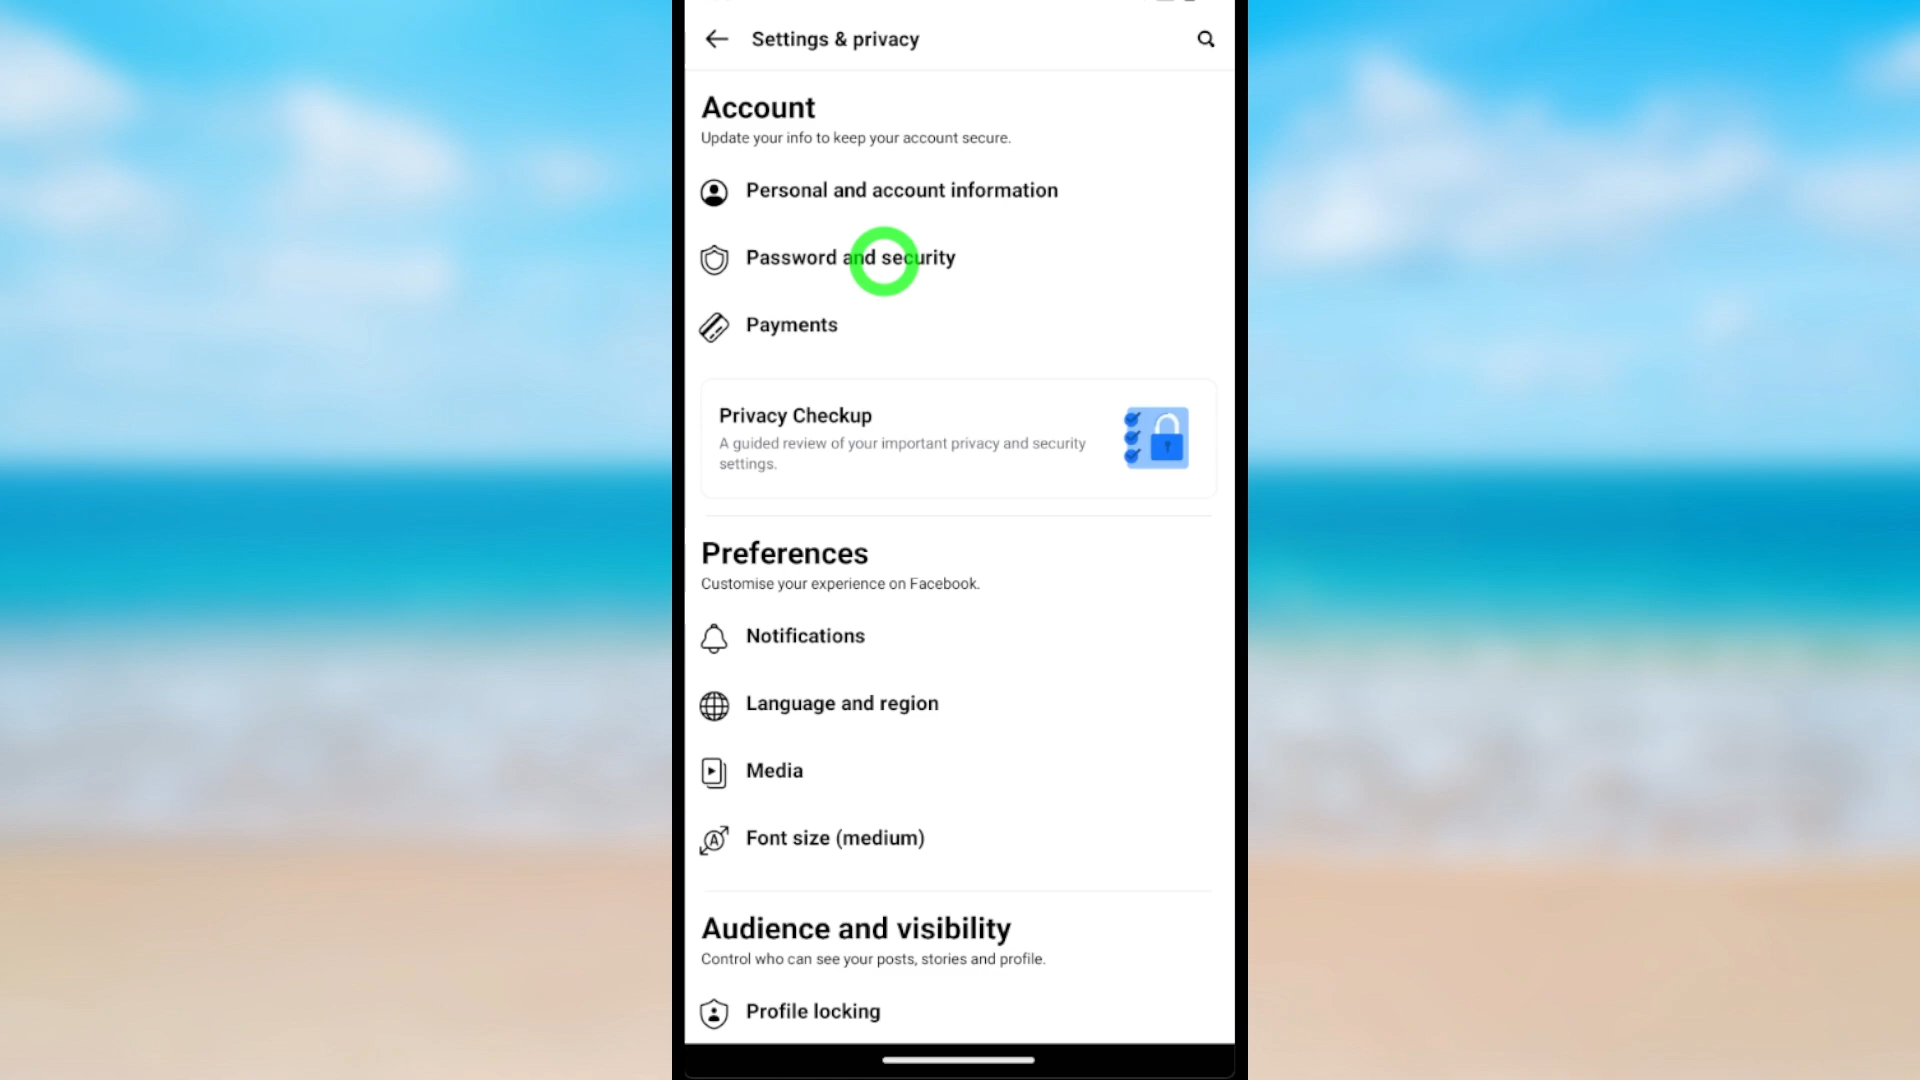 Settings & privacy
Account
Update your info to keep your account secure.
Personal and account information
Password and security
Payments
Privacy Checkup
A guided review of your important privacy and security
settings.
Preferences
Customise your experience on Facebook.
Notifications
Language and region
Media
Font size (medium)
Audience and visibility
Control who can see your posts, stories and profile.
Profile locking